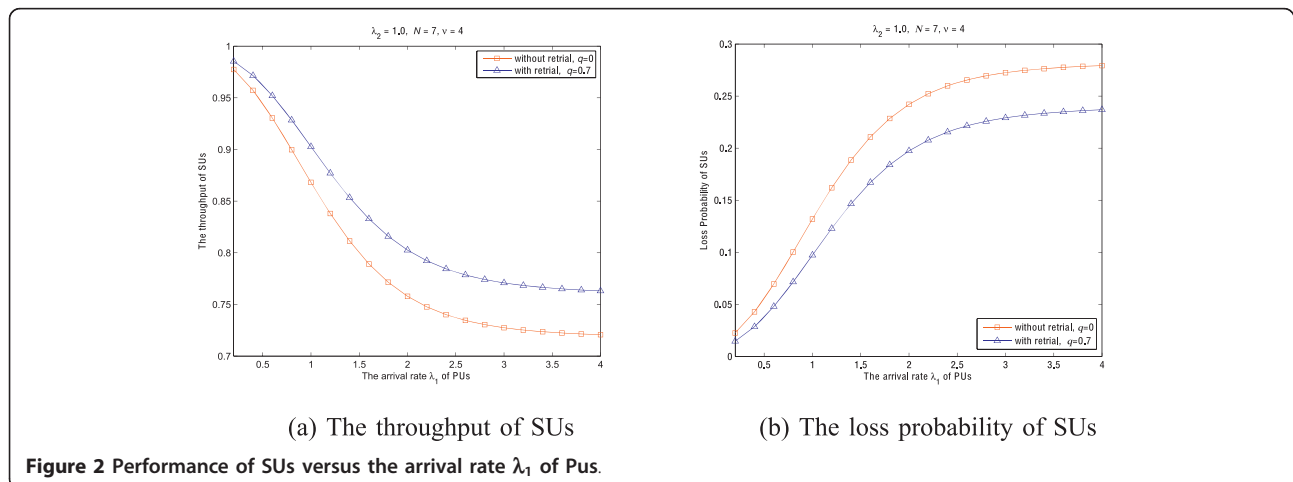 λ₂ = 1.0, N = 7, ν = 4
1
0.95
0.9
0.85
0.8
0.75
0.7
The throughput of SUs
without retrial, q=0
with retrial, q=0.7
0.5 1 1.5 2 2.5 3 3.5 4
The arrival rate λ₁ of PUs
(a) The throughput of SUs
λ₂ = 1.0, N = 7, ν = 4
0.3
0.25
0.2
0.15
0.1
0.05
0
Loss Probability of SUs
without retrial, q=0
with retrial, q=0.7
0.5 1 1.5 2 2.5 3 3.5 4
The arrival rate λ₁ of PUs
(b) The loss probability of SUs
Figure 2 Performance of SUs versus the arrival rate λ₁ of Pus.